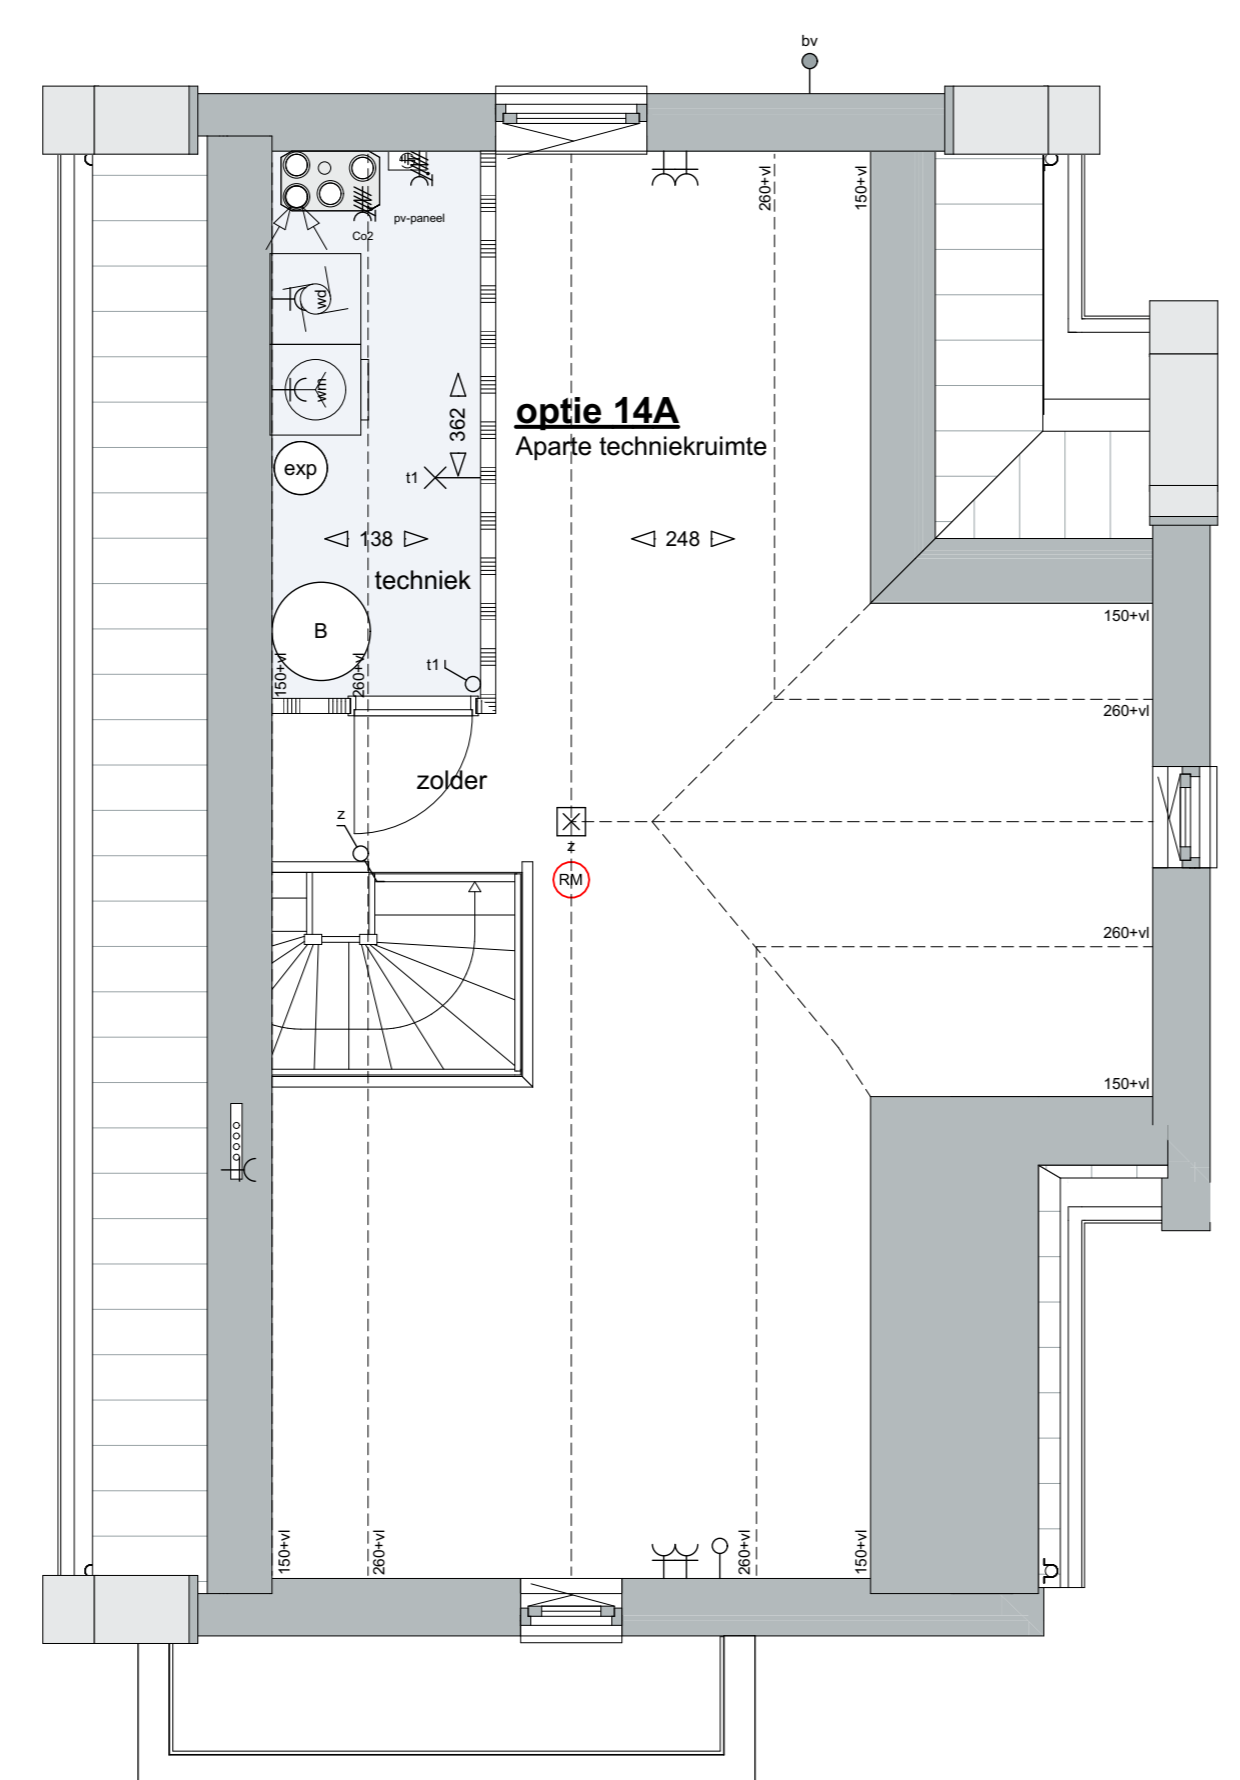 bv
260+vl
150+vl
Co2
pv-paneel
wd
wm
362
optie 14A
Aparte techniekruimte
exp
t1
138
248
techniek
B
150+vl
150+vl
260+vl
t1
260+vl
zolder
z
z
RM
260+vl
150+vl
150+vl
260+vl
260+vl
150+vl